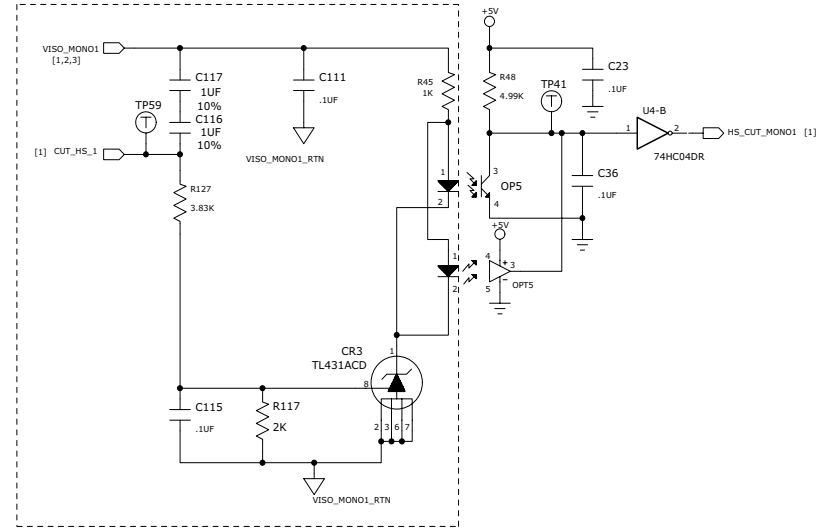 +5V
VISO_MONO1
[1,2,3]
C117
1UF
10%
C116
1UF
10%
TP59
[1] CUT_HS_1
C111
.1UF
VISO_MONO1_RTN
R45
1K
R48
4.99K
C23
.1UF
TP41
U4-B
1
2
HS_CUT_MONO1 [1]
74HC04DR
R127
3.83K
1
2
3
4
OP5
C36
.1UF
+5V
1
2
4
+
3
-
5
OPT5
CR3
TL431ACD
1
8
2
3
6
7
C115
.1UF
R117
2K
VISO_MONO1_RTN